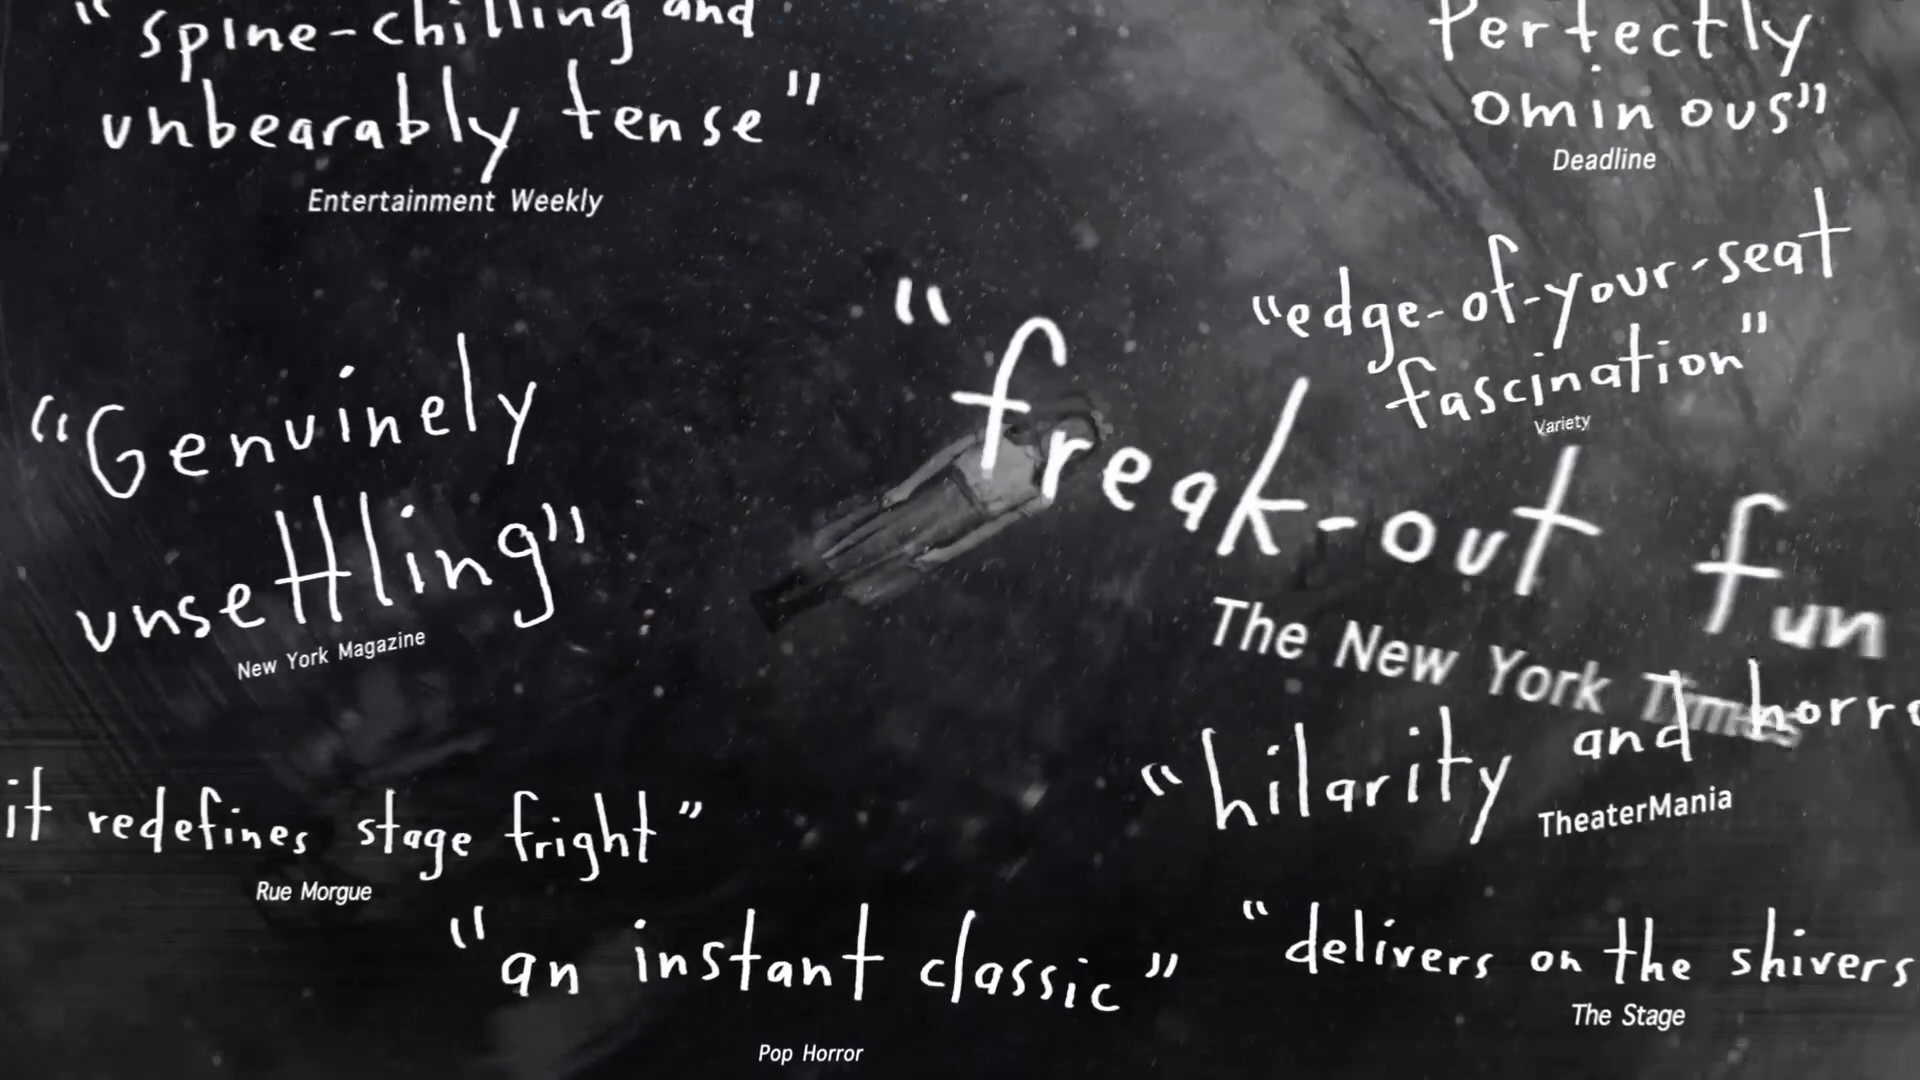 "spine-chilling and
unbearably tense"
Entertainment Weekly
Perfectly
ominous"
Deadline
"edge-of-your-seat
fascination"
Variety
"Genuinely
unsettling"
New York Magazine
"freak-out fun
The New York Times
"hilarity and horro
TheaterMania
it redefines stage fright"
Rue Morgue
"an instant classic"
Pop Horror
"delivers on the shivers
The Stage